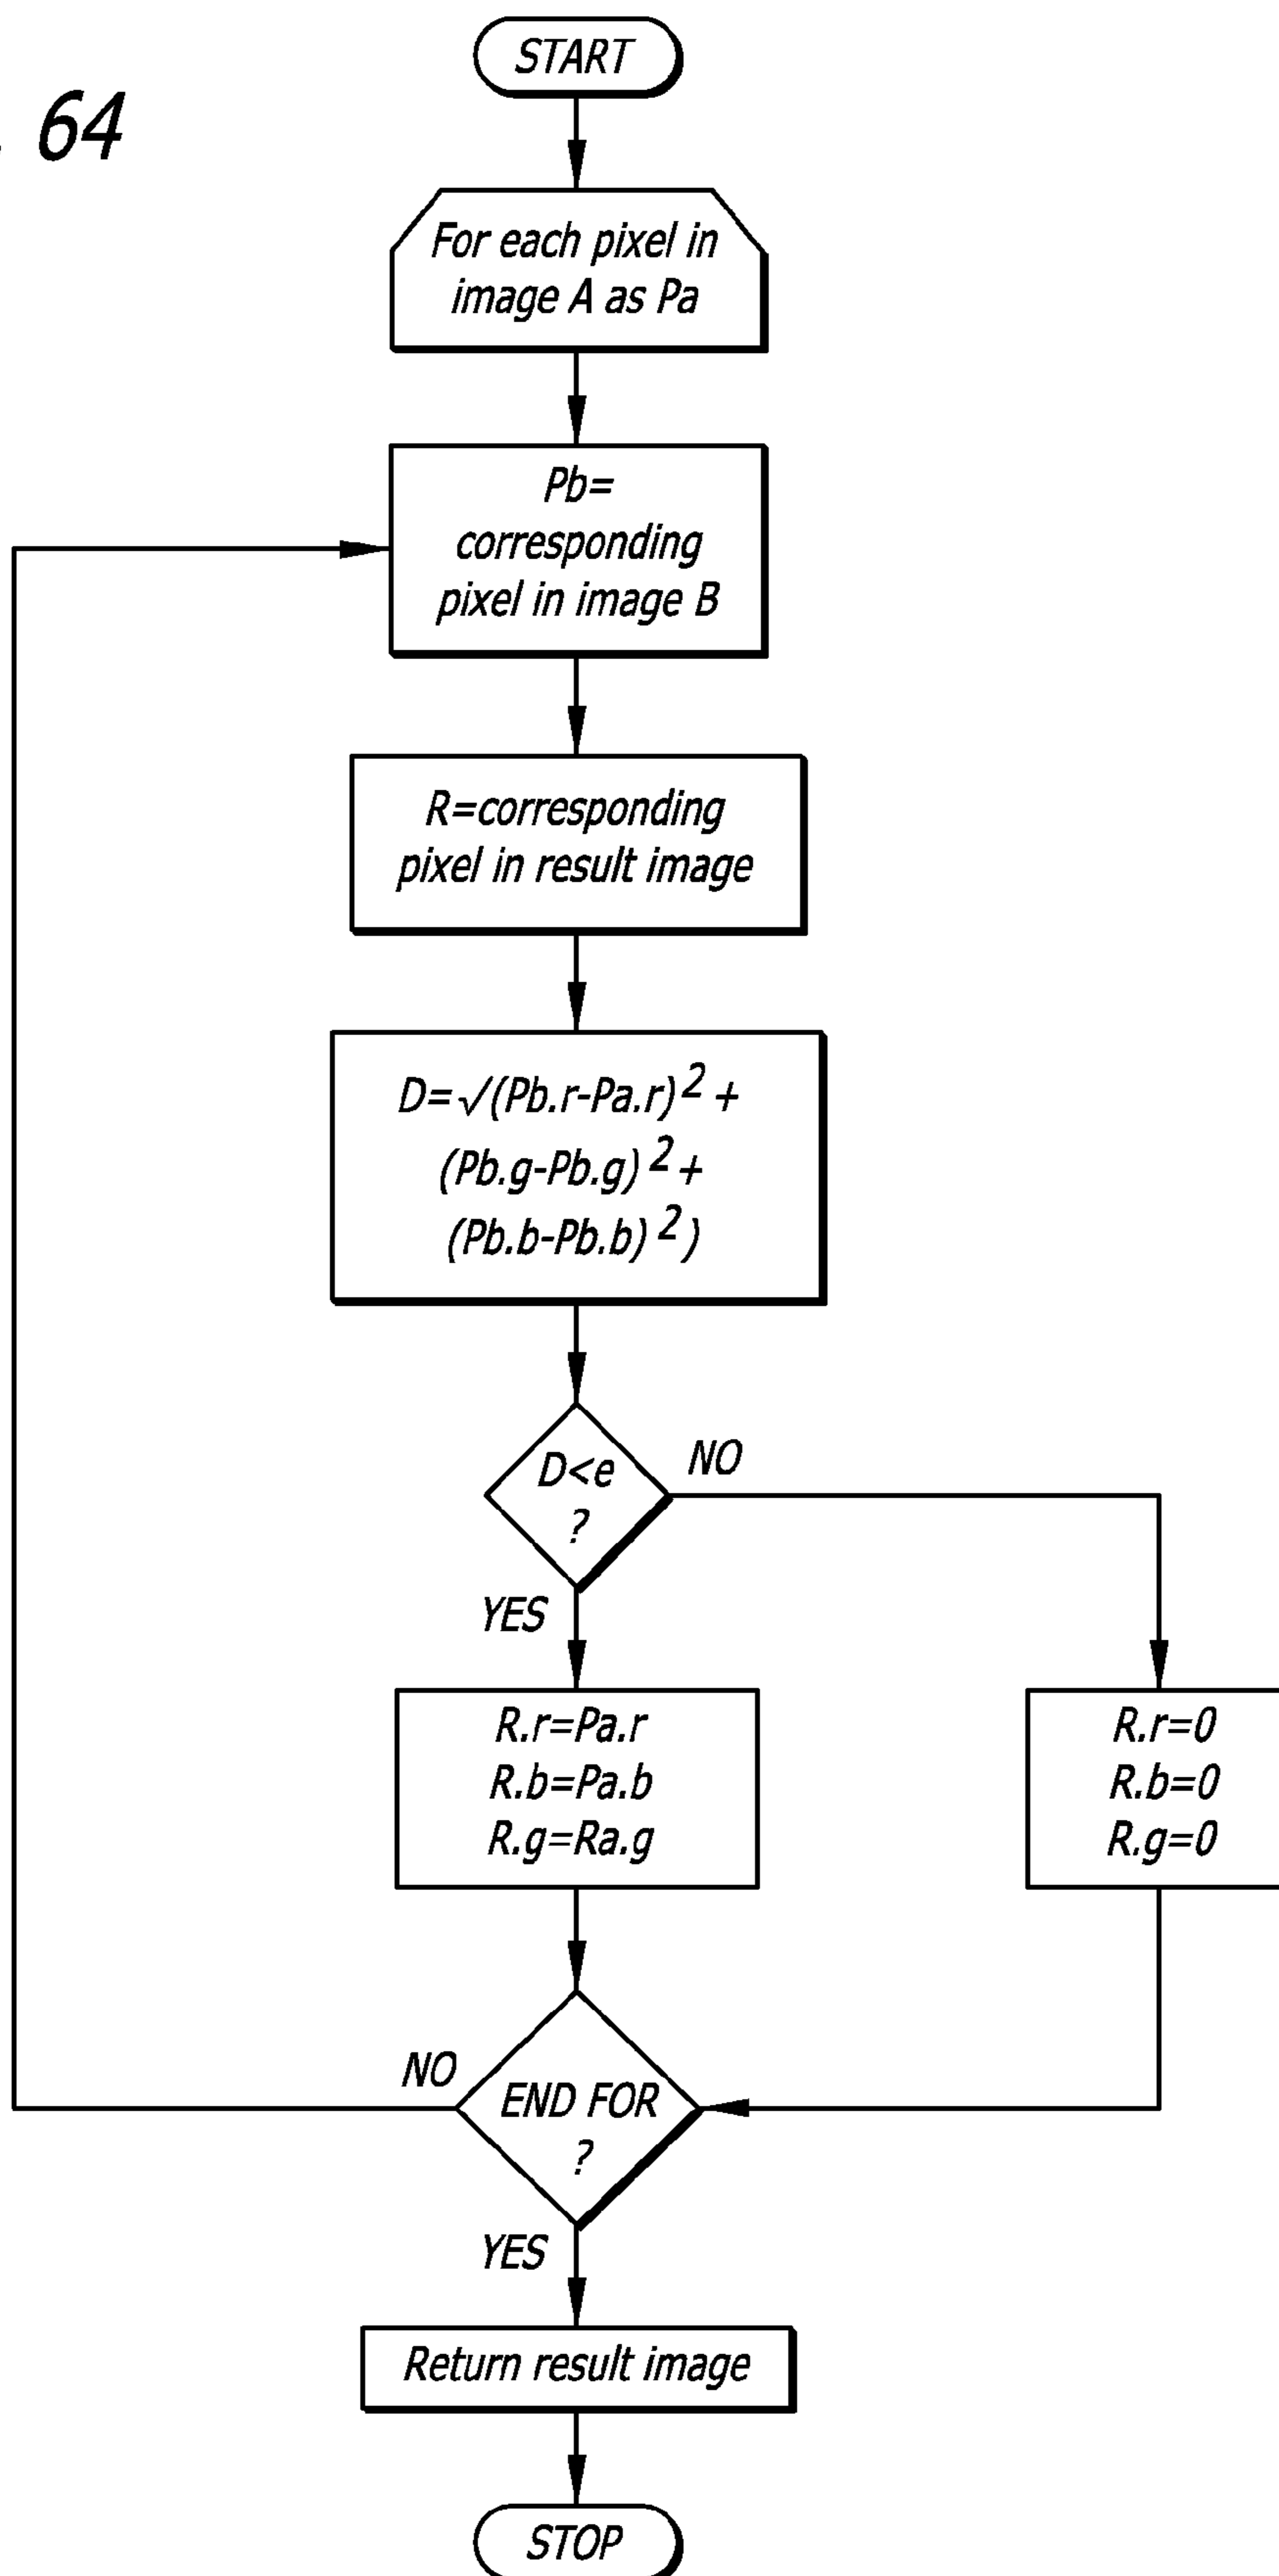 START
64
For each pixel in
image A as Pa
Pb=
corresponding
pixel in image B
R=corresponding
pixel in result image
D=√(Pb.r-Pa.r)²+
(Pb.g-Pb.g)²+
(Pb.b-Pb.b)²)
D<e
?
NO
YES
R.r=Pa.r
R.b=Pa.b
R.g=Ra.g
R.r=0
R.b=0
R.g=0
NO
END FOR
?
YES
Return result image
STOP